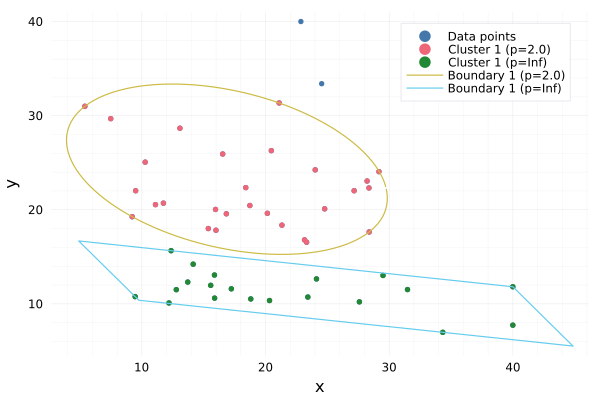 40
30
20
10
10
20
30
40
x
y
Data points
Cluster 1 (p=2.0)
Cluster 1 (p=Inf)
Boundary 1 (p=2.0)
Boundary 1 (p=Inf)